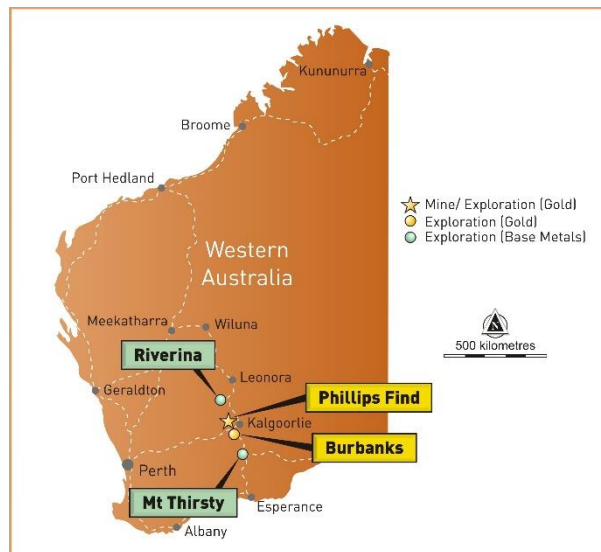 Kununurra
Broome
Port Hedland
Mine/ Exploration (Gold)
Exploration (Gold)
Exploration (Base Metals)
Western
Australia
Meekatharra
Wiluna
500 kilometres
Riverina
Leonora
Geraldton
Phillips Find
Kalgoorlie
Burbanks
Perth
Mt Thirsty
Esperance
Albany